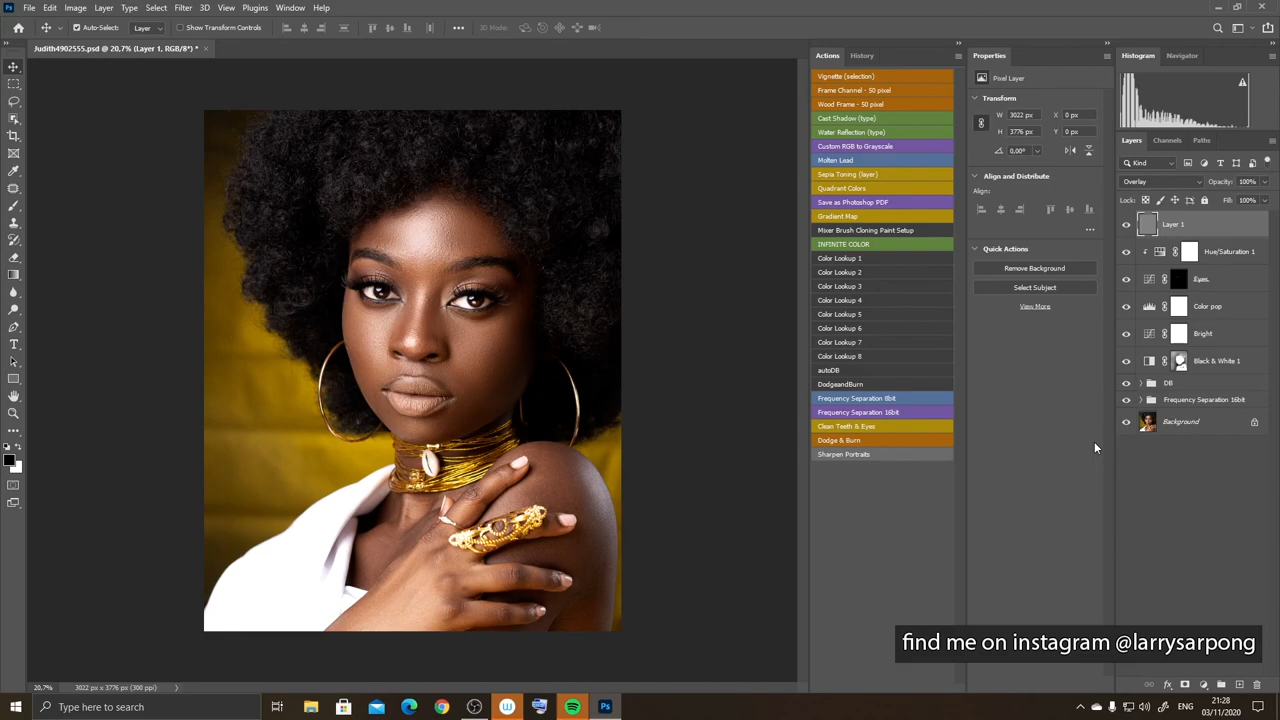 Ps File Edit Image Layer Type Select Filter 3D View Plugins Window Help
Auto-Select: Layer Show Transform Controls 3D Mode:
Judith4902555.psd @ 20,7% (Layer 1, RGB/8*) * ×
Actions History
Vignette (selection)
Frame Channel - 50 pixel
Wood Frame - 50 pixel
Cast Shadow (type)
Water Reflection (type)
Custom RGB to Grayscale
Molten Lead
Sepia Toning (layer)
Quadrant Colors
Save as Photoshop PDF
Gradient Map
Mixer Brush Cloning Paint Setup
INFINITE COLOR
Color Lookup 1
Color Lookup 2
Color Lookup 3
Color Lookup 4
Color Lookup 5
Color Lookup 6
Color Lookup 7
Color Lookup 8
autoDB
DodgeandBurn
Frequency Separation 8bit
Frequency Separation 16bit
Clean Teeth & Eyes
Dodge & Burn
Sharpen Portraits
Properties
Pixel Layer
Transform
W 3022 px X 0 px
H 3776 px Y 0 px
0,00°
Align and Distribute
Align:
Quick Actions
Remove Background
Select Subject
View More
Histogram Navigator
Layers Channels Paths
Kind
Overlay Opacity: 100%
Lock: Fill: 100%
Layer 1
Hue/Saturation 1
Eyes.
Color pop
Bright
Black & White 1
DB
Frequency Separation 16bit
Background
find me on instagram @larrysarpong
20,7% 3022 px x 3776 px (300 ppi)
Type here to search
W
Ps
21:28
03/11/2020